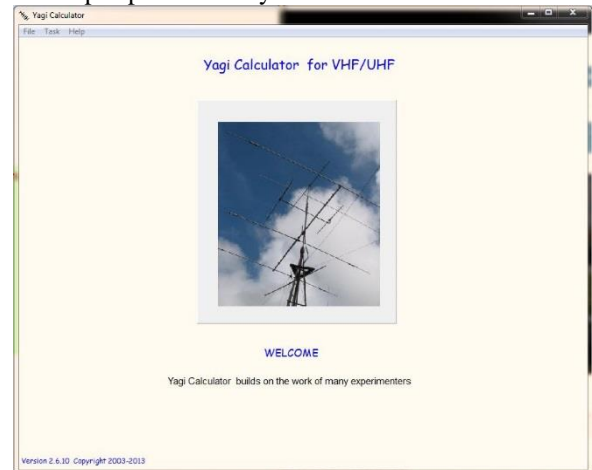 Yagi Calculator
File Task Help
Yagi Calculator for VHF/UHF
WELCOME
Yagi Calculator builds on the work of many experimenters
Version 2.6.10 Copyright 2003-2013